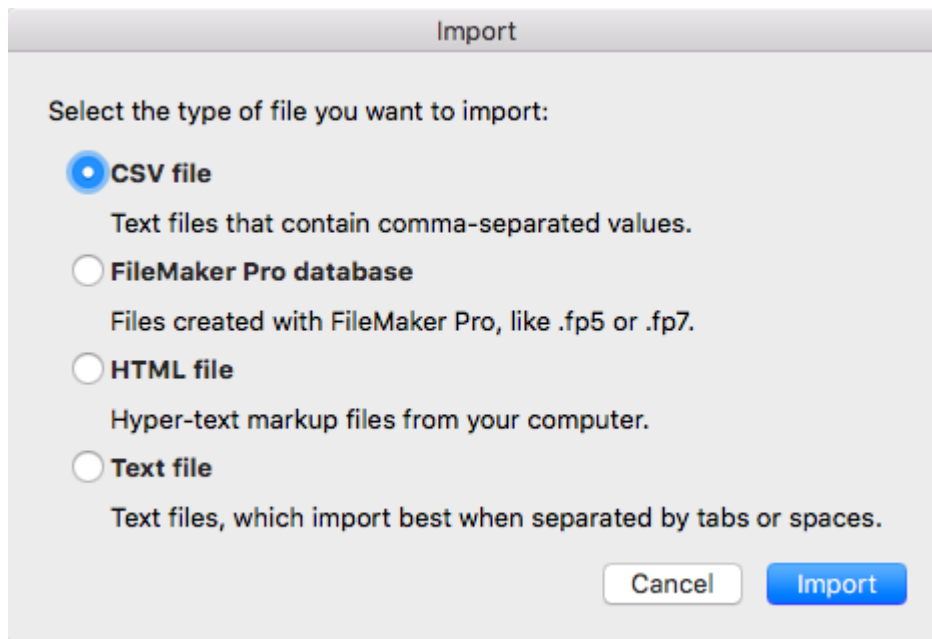 Import
Select the type of file you want to import:
CSV file
Text files that contain comma-separated values.
FileMaker Pro database
Files created with FileMaker Pro, like .fp5 or .fp7.
HTML file
Hyper-text markup files from your computer.
Text file
Text files, which import best when separated by tabs or spaces.
Cancel Import